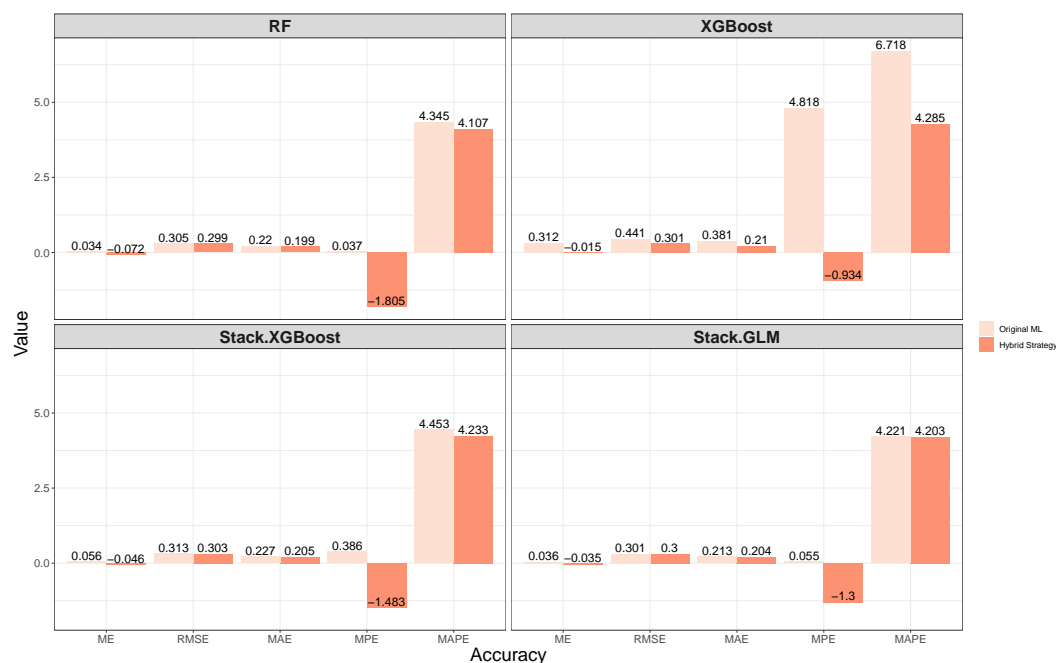 RF
XGBoost
6.718
4.818
4.345
4.107
4.285
5.0
2.5
0.0
0.034
−0.072
0.305
0.299
0.22
0.199
0.037
−1.805
0.312
−0.015
0.441
0.301
0.381
0.21
−0.934
Value
Stack.XGBoost
Stack.GLM
Original ML
Hybrid Strategy
5.0
2.5
0.0
4.453
4.233
4.221
4.203
0.056
−0.046
0.313
0.303
0.227
0.205
0.386
−1.483
0.036
−0.035
0.301
0.3
0.213
0.204
0.055
−1.3
ME
RMSE
MAE
MPE
MAPE
ME
RMSE
MAE
MPE
MAPE
Accuracy